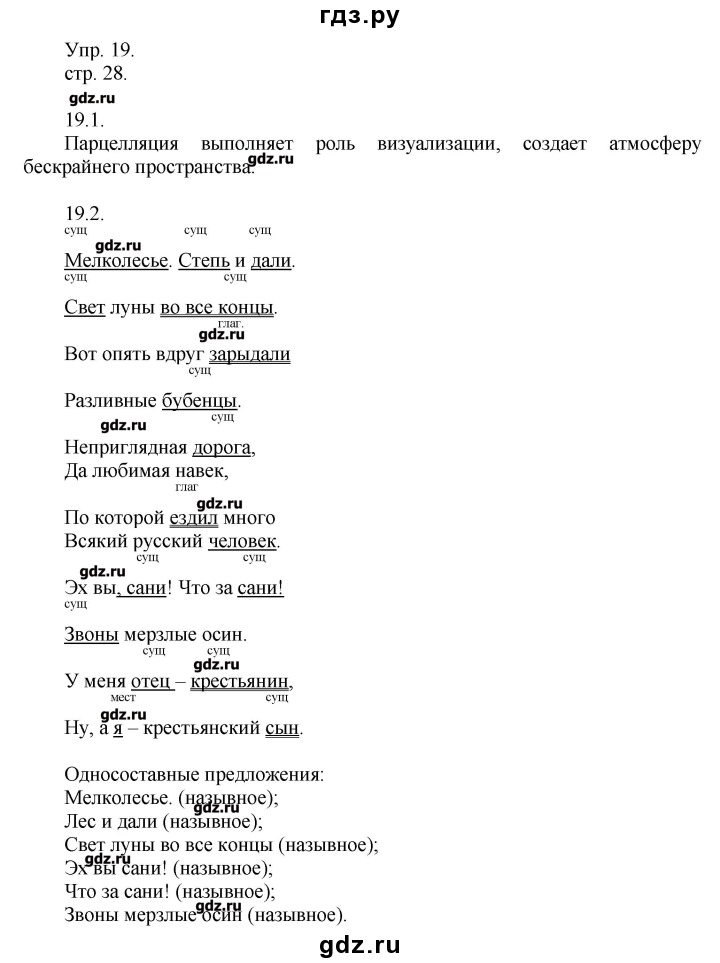 гдз.ру
Упр. 19.
стр. 28.
gdz.ru
19.1.
Парцелляция выполняет роль визуализации, создает атмосферу
бескрайнего пространства.
gdz.ru
19.2.
сущ сущ сущ
gdz.ru
Мелколесье. Степь и дали.
сущ сущ
Свет луны во все концы.
глаг.
gdz.ru
Вот опять вдруг зарыдали
сущ
Разливные бубенцы.
сущ
gdz.ru
Неприглядная дорога,
Да любимая навек,
глаг
gdz.ru
По которой ездил много
Всякий русский человек.
сущ сущ
gdz.ru
Эх вы, сани! Что за сани!
сущ
Звоны мерзлые осин.
сущ сущ
gdz.ru
У меня отец – крестьянин,
мест сущ
gdz.ru
Ну, а я – крестьянский сын.
Односоставные предложения:
Мелколесье. (назывное);
gdz.ru
Лес и дали (назывное);
Свет луны во все концы (назывное);
gdz.ru
Эх вы сани! (назывное);
Что за сани! (назывное);
gdz.ru
Звоны мерзлые осин (назывное).
gdz.ru